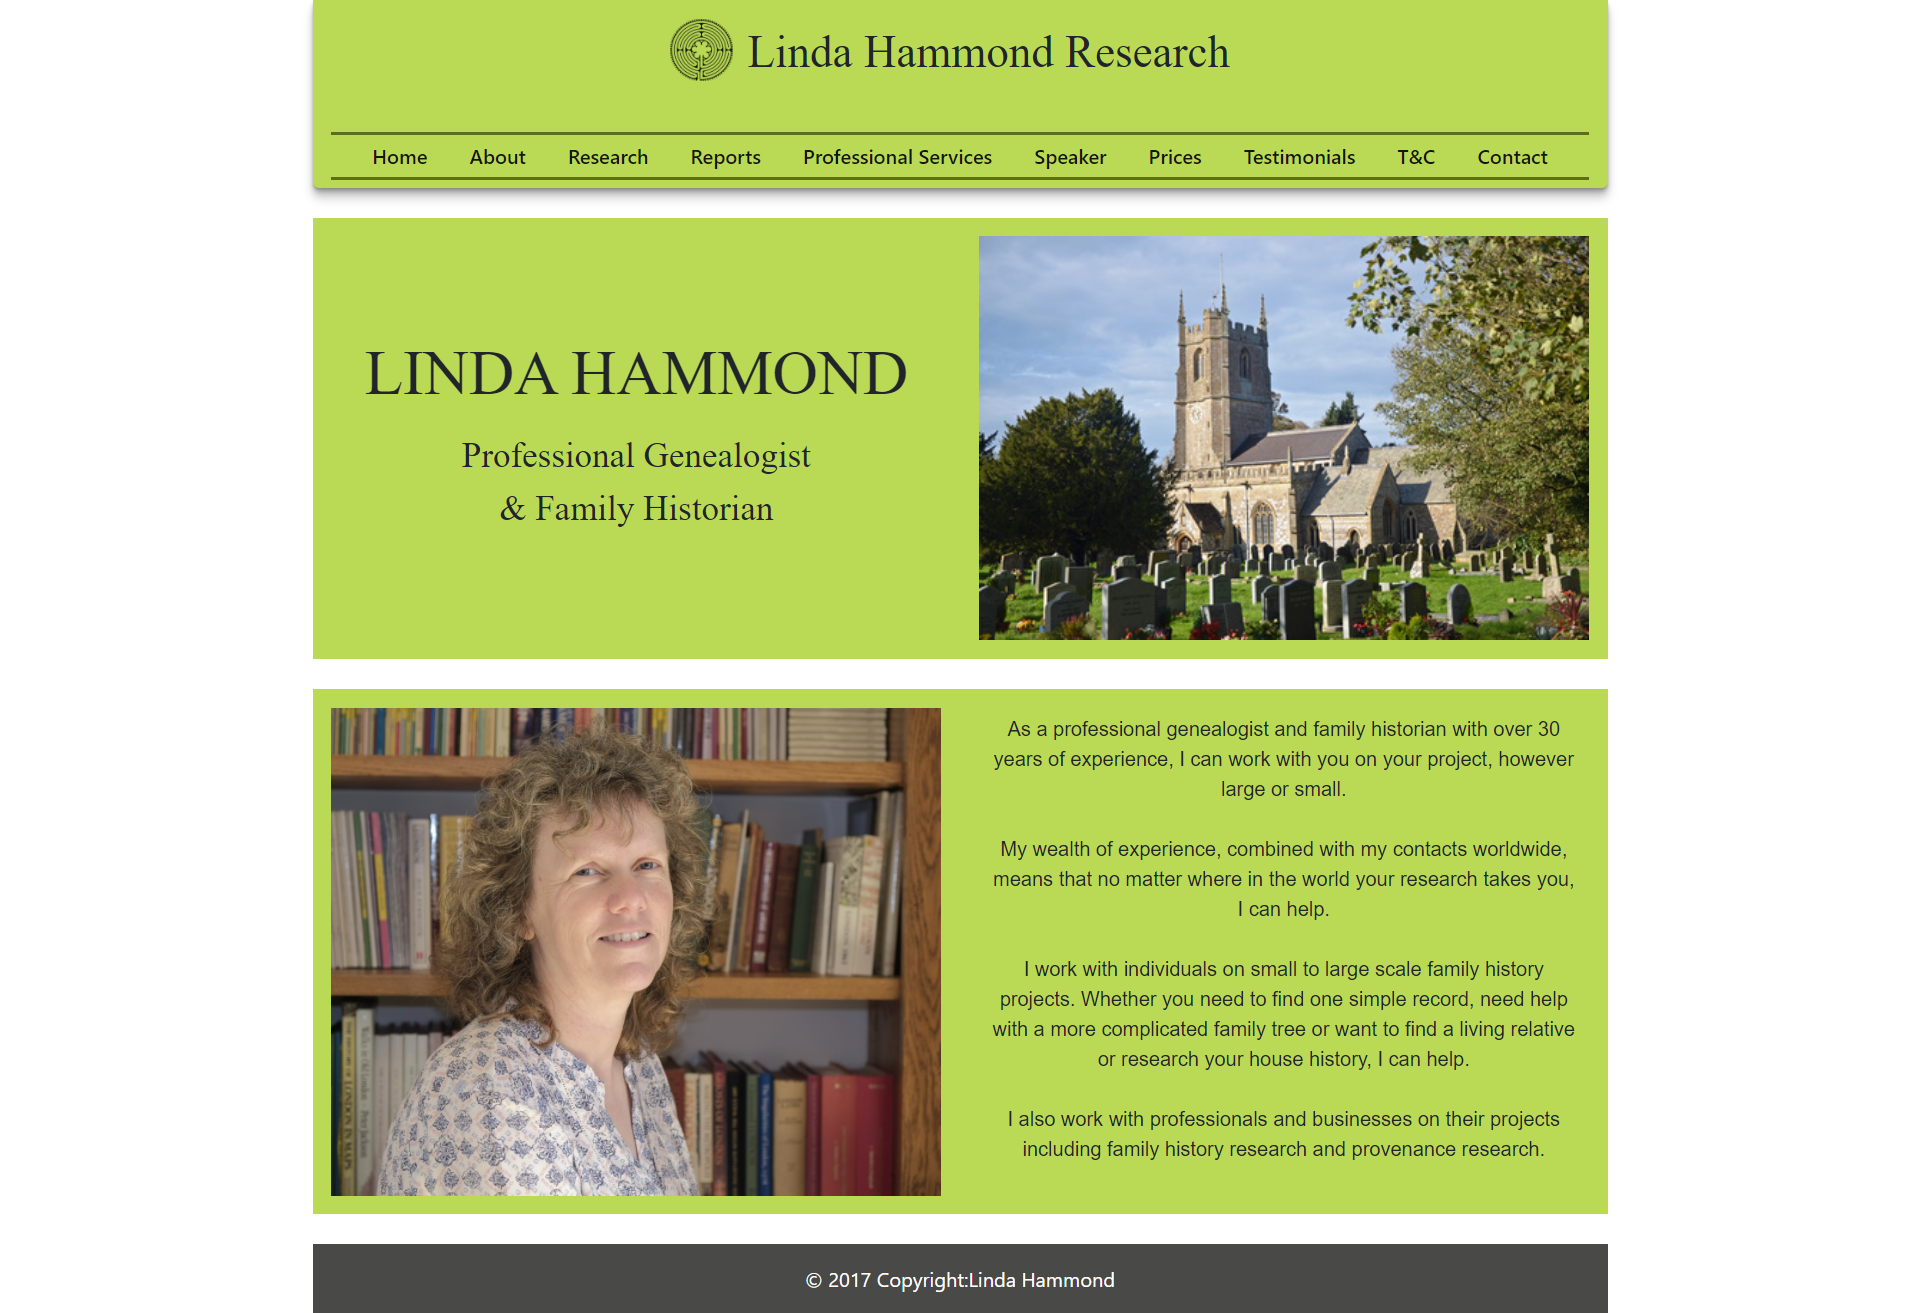 Linda Hammond Research
Home About Research Reports Professional Services Speaker Prices Testimonials T&C Contact
LINDA HAMMOND
Professional Genealogist
& Family Historian
As a professional genealogist and family historian with over 30
years of experience, I can work with you on your project, however
large or small.
My wealth of experience, combined with my contacts worldwide,
means that no matter where in the world your research takes you,
I can help.
I work with individuals on small to large scale family history
projects. Whether you need to find one simple record, need help
with a more complicated family tree or want to find a living relative
or research your house history, I can help.
I also work with professionals and businesses on their projects
including family history research and provenance research.
© 2017 Copyright:Linda Hammond